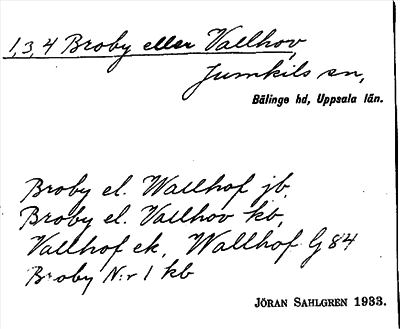 1,3,4 Broby eller Vallhov,
Jumkils sn,
Bälinge hd, Uppsala län.
Broby el. Wallhof jb,
Broby el. Vallhov kb,
Vallhof ek, Wallhof G84
Broby N:r 1 kb
JÖRAN SAHLGREN 1933.